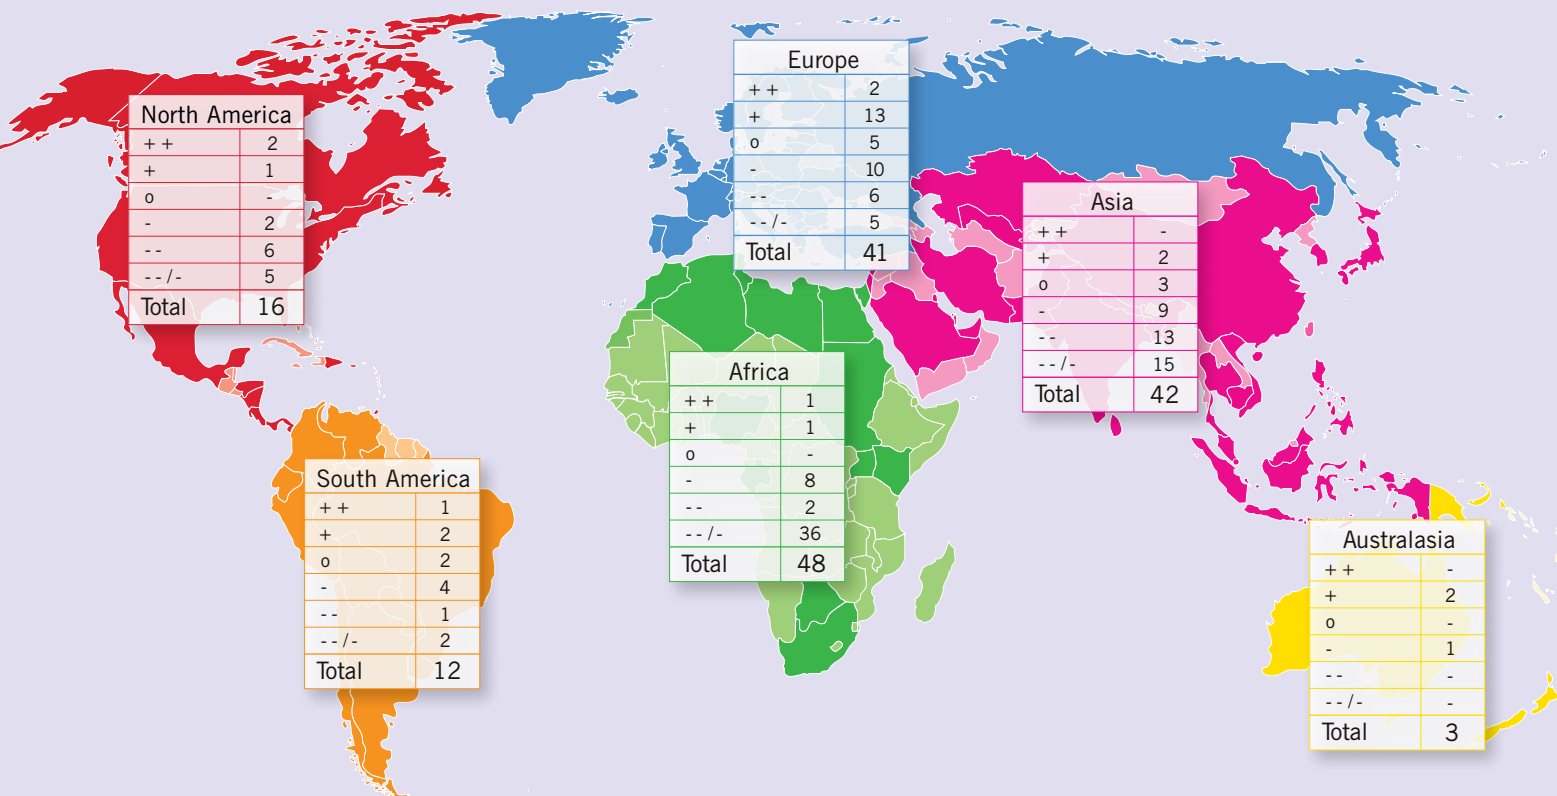 North America
++ 2
+ 1
o -
- 2
-- 6
--/- 5
Total 16
Europe
++ 2
+ 13
o 5
- 10
-- 6
--/- 5
Total 41
Asia
++ -
+ 2
o 3
- 9
-- 13
--/- 15
Total 42
Africa
++ 1
+ 1
o -
- 8
-- 2
--/- 36
Total 48
South America
++ 1
+ 2
o 2
- 4
-- 1
--/- 2
Total 12
Australasia
++ -
+ 2
o -
- 1
-- -
--/- -
Total 3